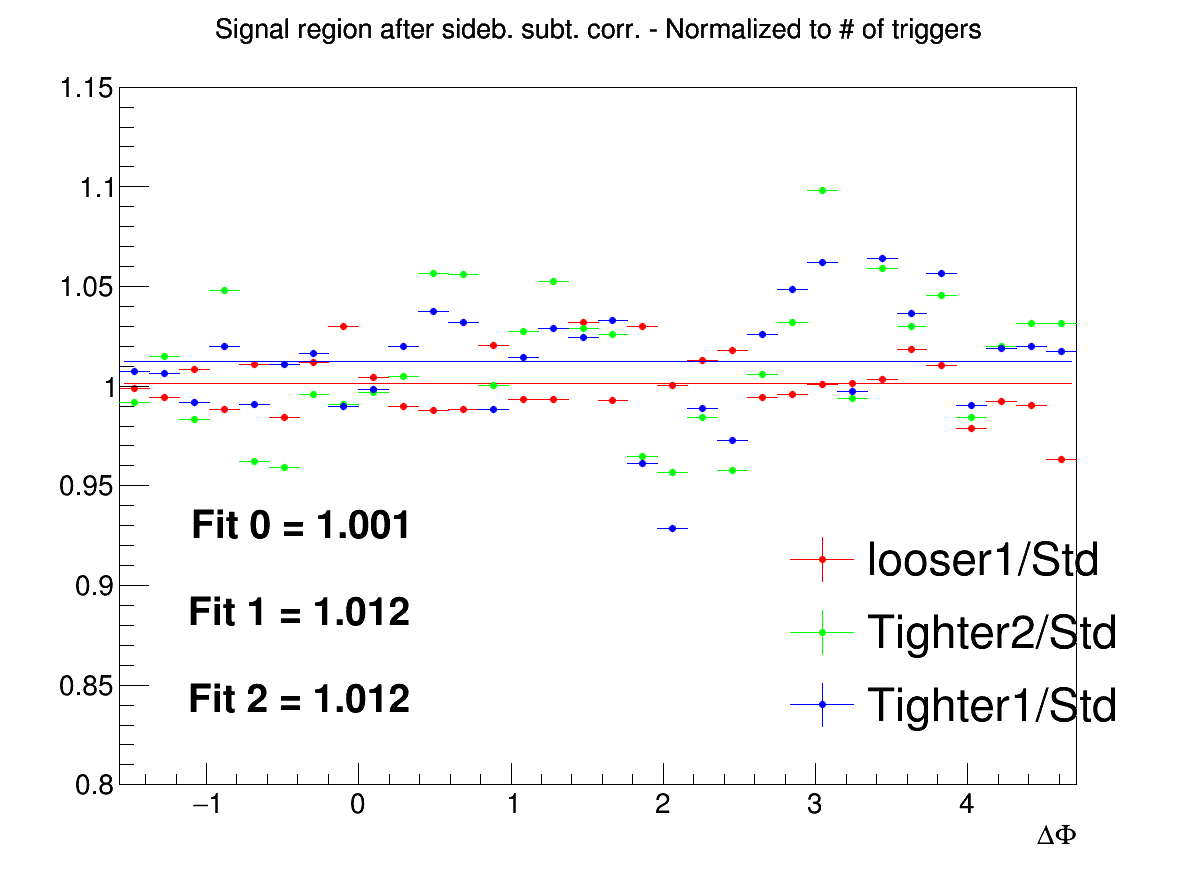 Signal region after sideb. subt. corr. - Normalized to # of triggers
1.15
1.1
1.05
1
0.95
0.9
0.85
0.8
Fit 0 = 1.001
Fit 1 = 1.012
Fit 2 = 1.012
looser1/Std
Tighter2/Std
Tighter1/Std
−1 0 1 2 3 4
ΔΦ